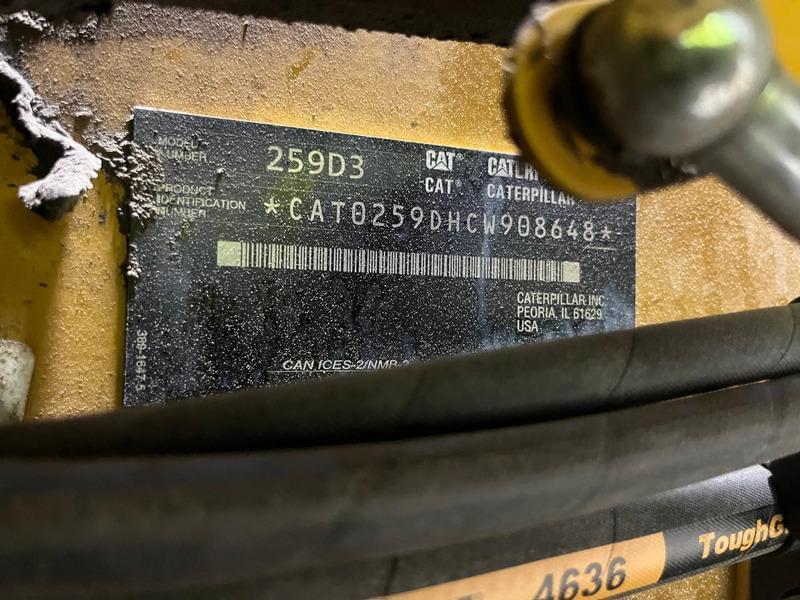 MODEL NUMBER 259D3 CAT®
CAT® CATERPILLAR
PRODUCT IDENTIFICATION NUMBER *CAT0259DHCW908648*
CATERPILLAR INC
PEORIA, IL 61629
USA
CAN ICES-2/NMB-2
4636